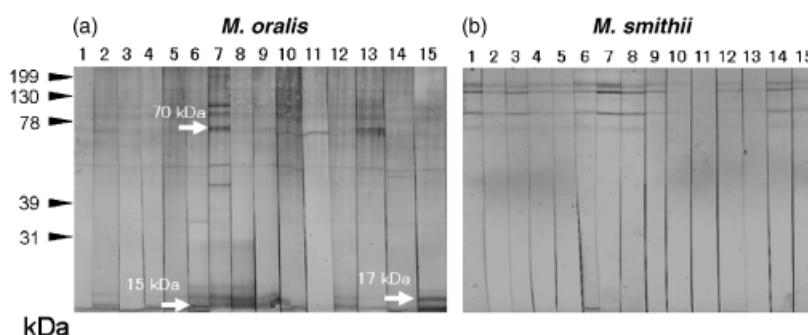 (a) M. oralis
1 2 3 4 5 6 7 8 9 10 11 12 13 14 15
199
130
78
39
31
kDa
70 kDa
15 kDa
17 kDa
(b) M. smithii
1 2 3 4 5 6 7 8 9 10 11 12 13 14 15